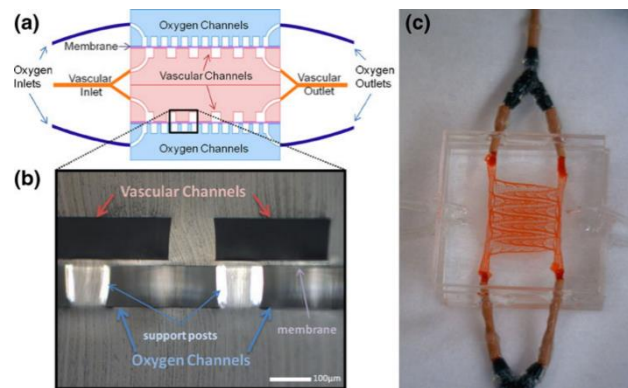 (a)
Oxygen Channels
Membrane
Oxygen
Inlets
Vascular
Inlet
Vascular
Channels
Vascular
Outlet
Oxygen
Outlets
Oxygen Channels
(b)
Vascular Channels
support posts
membrane
Oxygen Channels
100µm
(c)